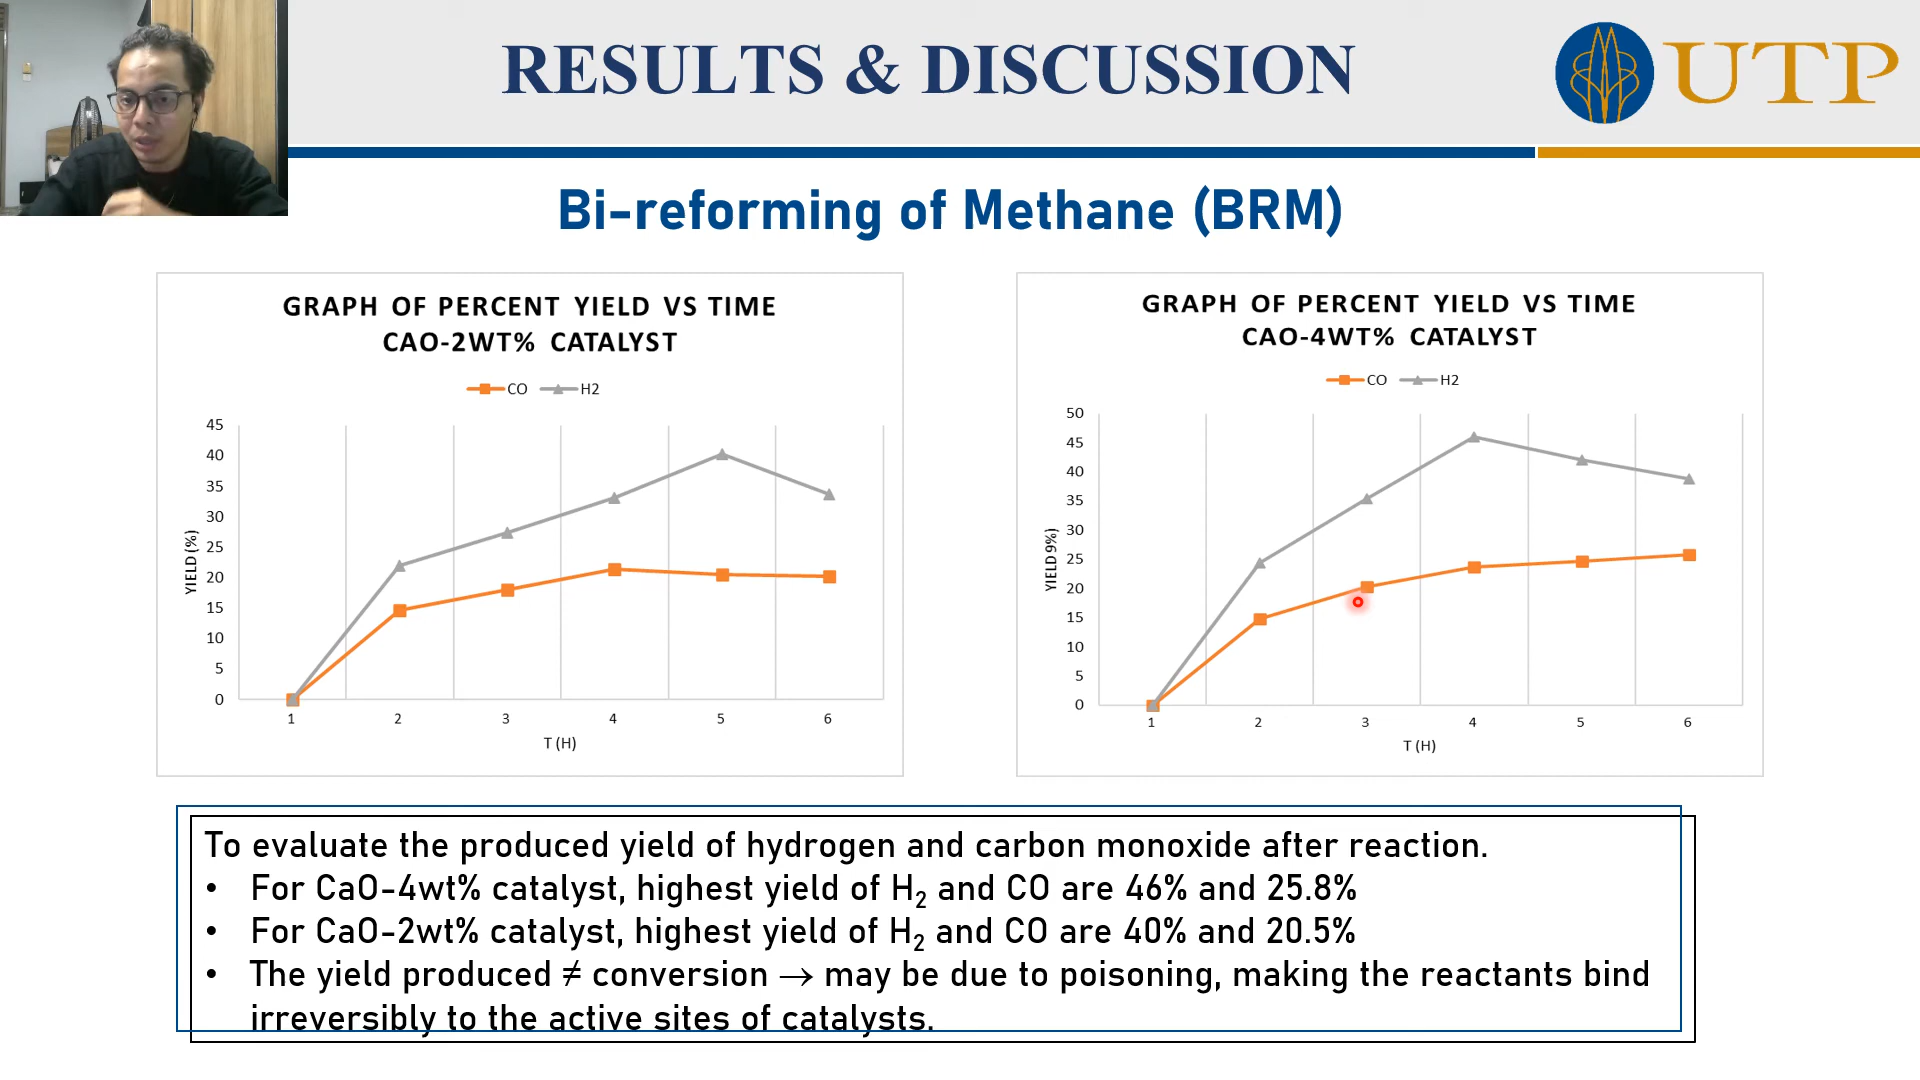 RESULTS & DISCUSSION
UTP
Bi-reforming of Methane (BRM)
GRAPH OF PERCENT YIELD VS TIME
CAO-2WT% CATALYST
CO H2
45
40
35
30
25
20
15
10
5
0
YIELD (%)
1 2 3 4 5 6
T (H)
GRAPH OF PERCENT YIELD VS TIME
CAO-4WT% CATALYST
CO H2
50
45
40
35
30
25
20
15
10
5
0
YIELD 9%)
1 2 3 4 5 6
T (H)
To evaluate the produced yield of hydrogen and carbon monoxide after reaction.
• For CaO-4wt% catalyst, highest yield of H₂ and CO are 46% and 25.8%
• For CaO-2wt% catalyst, highest yield of H₂ and CO are 40% and 20.5%
• The yield produced ≠ conversion → may be due to poisoning, making the reactants bind
irreversibly to the active sites of catalysts.